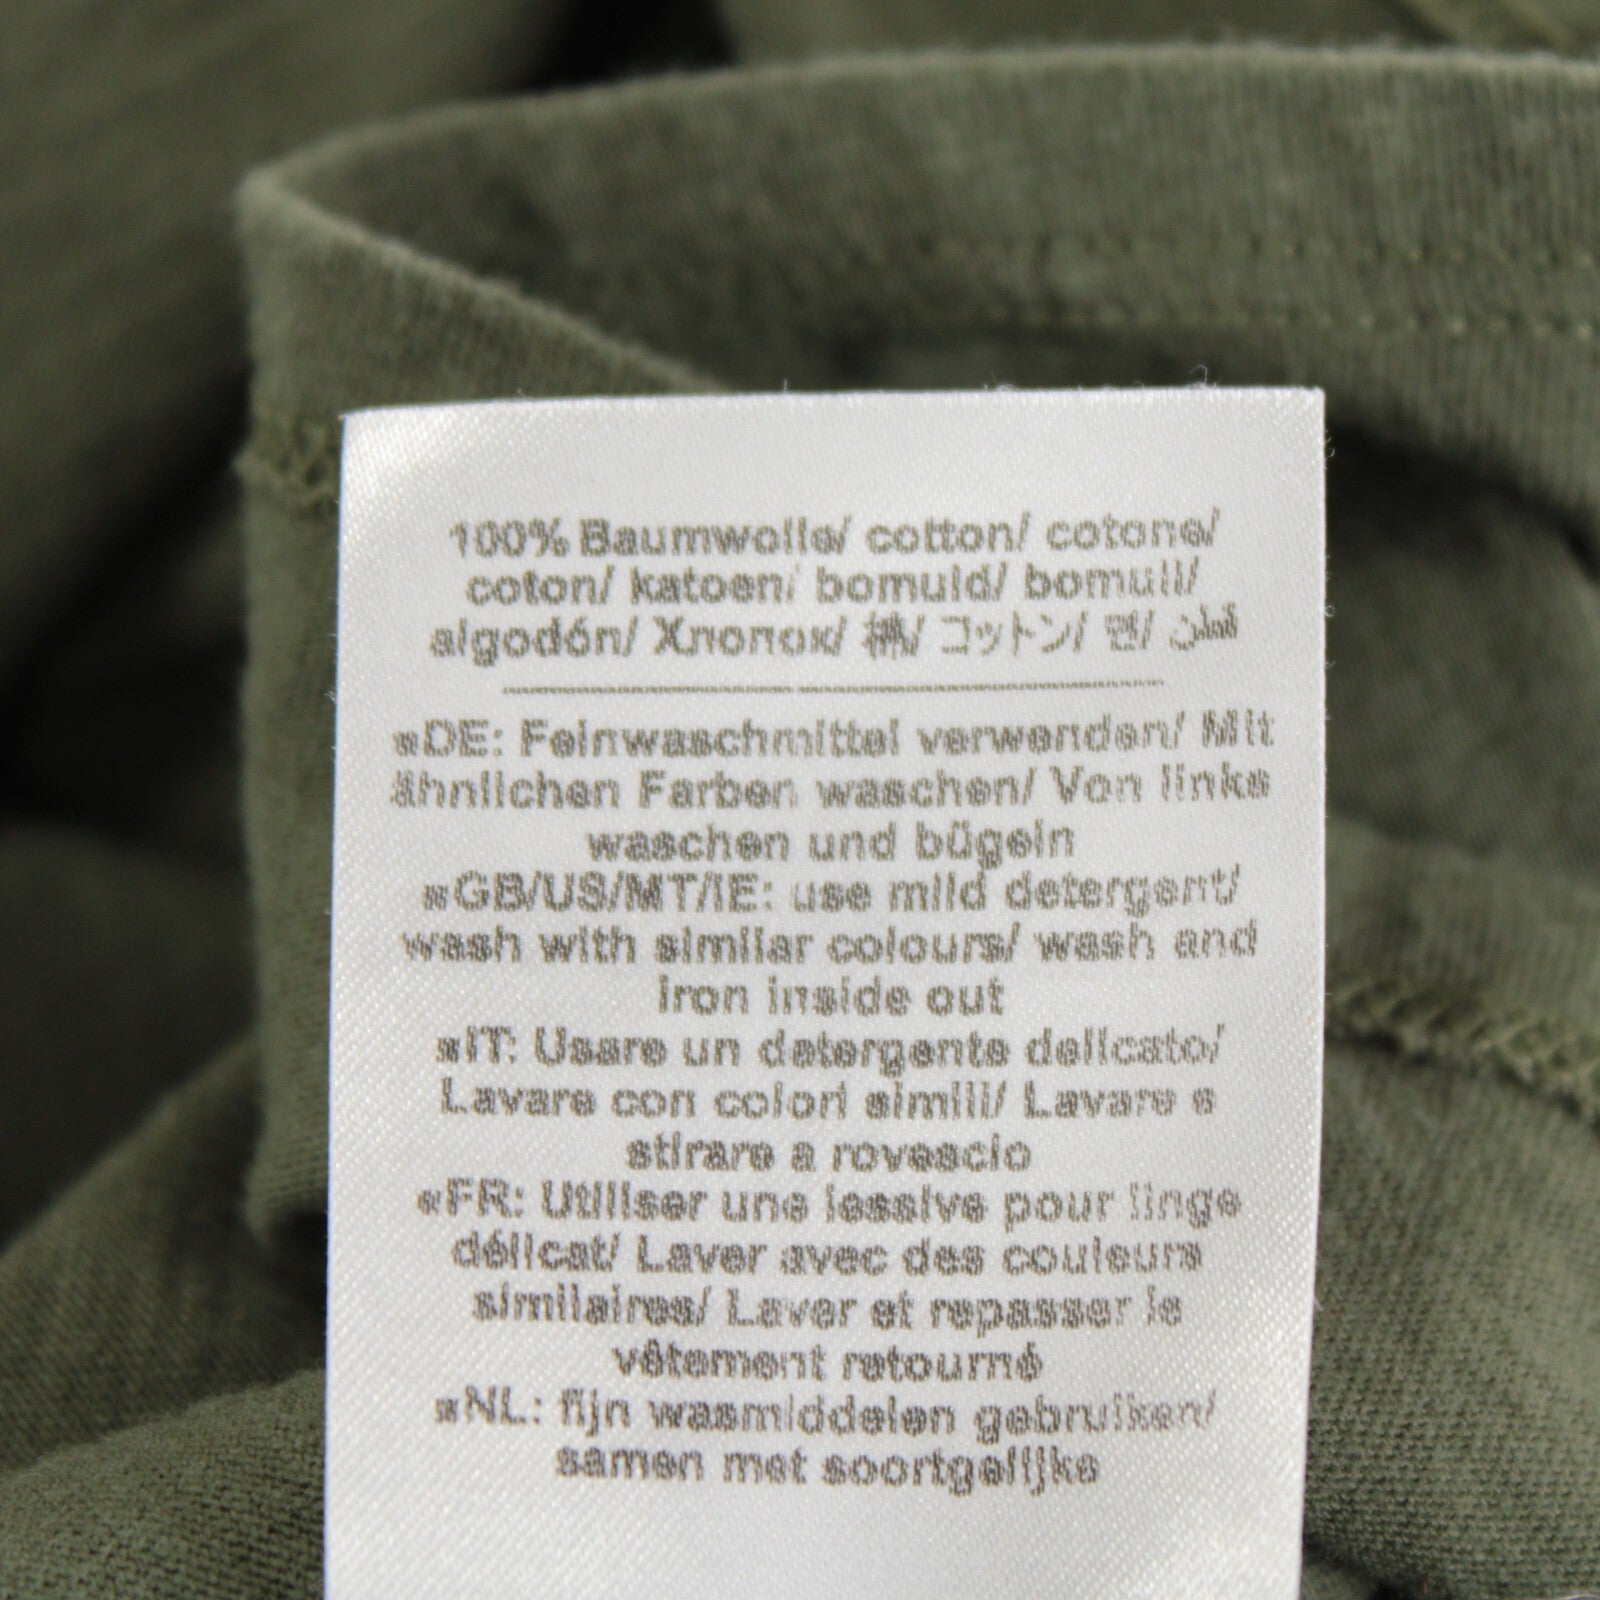 100% Baumwolle/ cotton/ cotone/
coton/ katoen/ bomuld/ bomull/
algodón/ Хлопок/ 棉/ コットン/ 면/ قطن
■DE: Feinwaschmittel verwenden/ Mit
ähnlichen Farben waschen/ Von links
waschen und bügeln
■GB/US/MT/IE: use mild detergent/
wash with similar colours/ wash and
iron inside out
■IT: Usare un detergente delicato/
Lavare con colori simili/ Lavare e
stirare a rovescio
■FR: Utiliser une lessive pour linge
délicat/ Laver avec des couleurs
similaires/ Laver et repasser le
vêtement retourné
■NL: fijn wasmiddelen gebruiken/
samen met soortgelijke